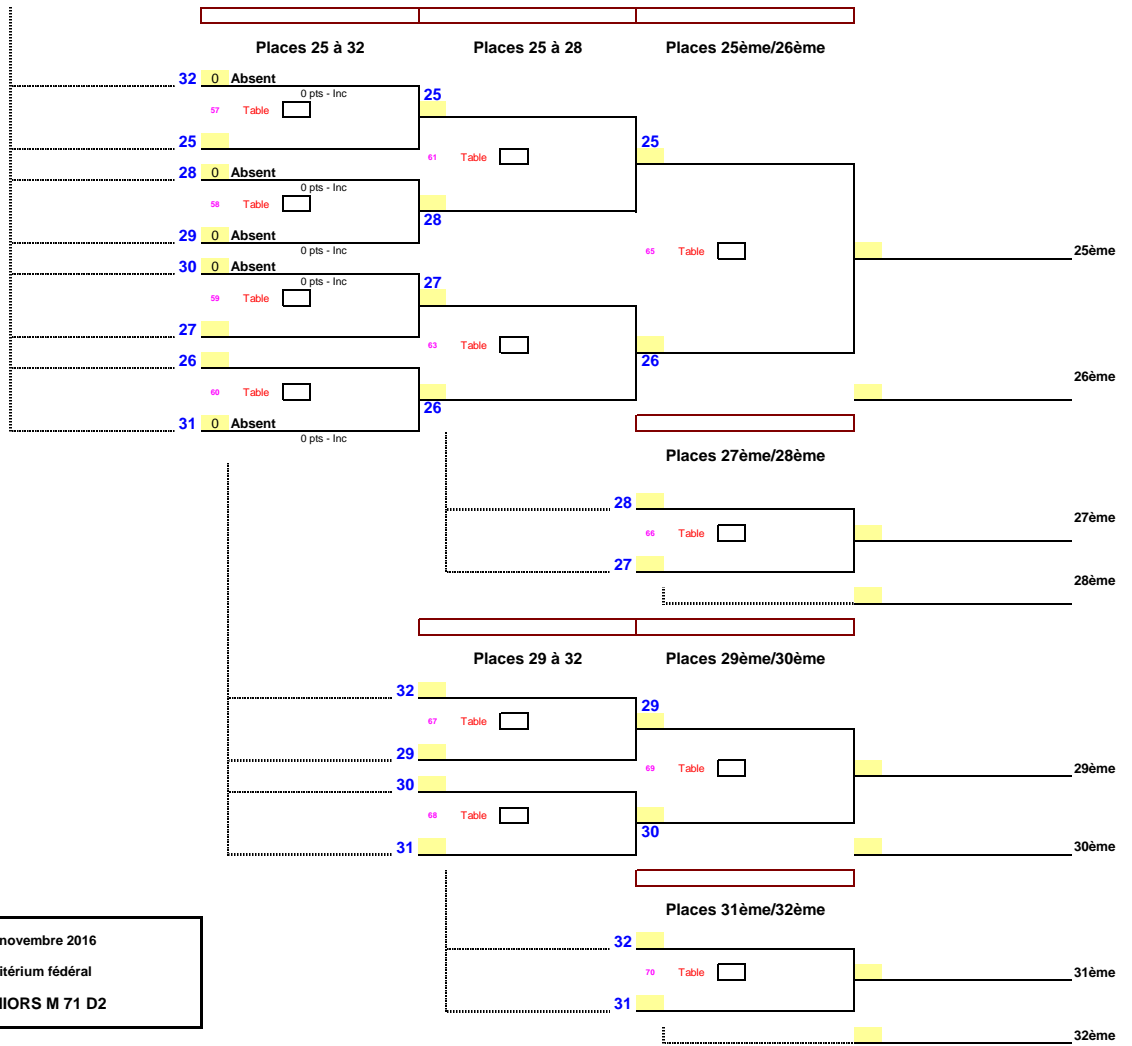 Places 25 à 32 Places 25 à 28 Places 25ème/26ème
32 0 Absent
0 pts - Inc
25
57 Table
25
25
61 Table
28 0 Absent
0 pts - Inc
58 Table
28
29 0 Absent
0 pts - Inc
65 Table
25ème
30 0 Absent
0 pts - Inc
27
59 Table
27
63 Table
26
26
26ème
60 Table
26
31 0 Absent
0 pts - Inc
Places 27ème/28ème
28
27ème
66 Table
27
28ème
Places 29 à 32 Places 29ème/30ème
32
29
67 Table
29
69 Table
29ème
30
68 Table
30
31
30ème
Places 31ème/32ème
novembre 2016
32
itérium fédéral
70 Table
31ème
IIORS M 71 D2
31
32ème